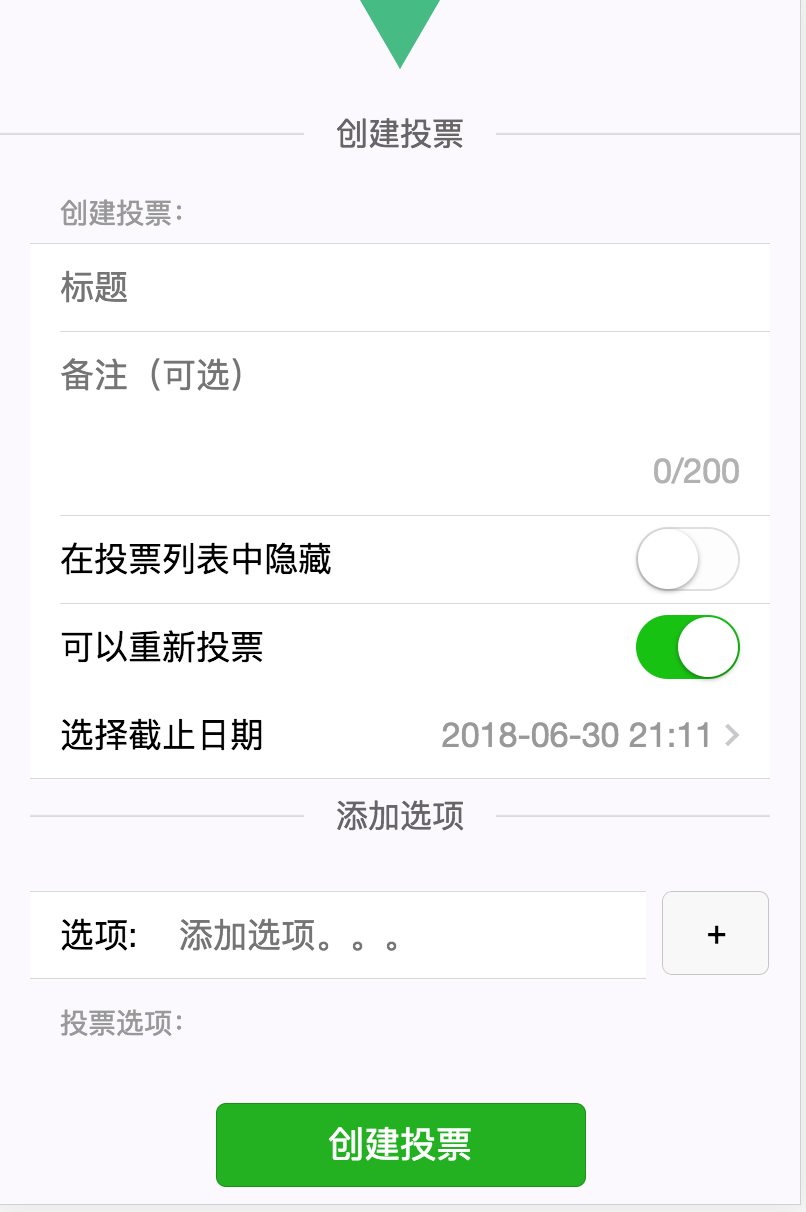 创建投票
创建投票：
标题
备注（可选）
0/200
在投票列表中隐藏
可以重新投票
选择截止日期 2018-06-30 21:11
添加选项
选项: 添加选项。。。 +
投票选项：
创建投票